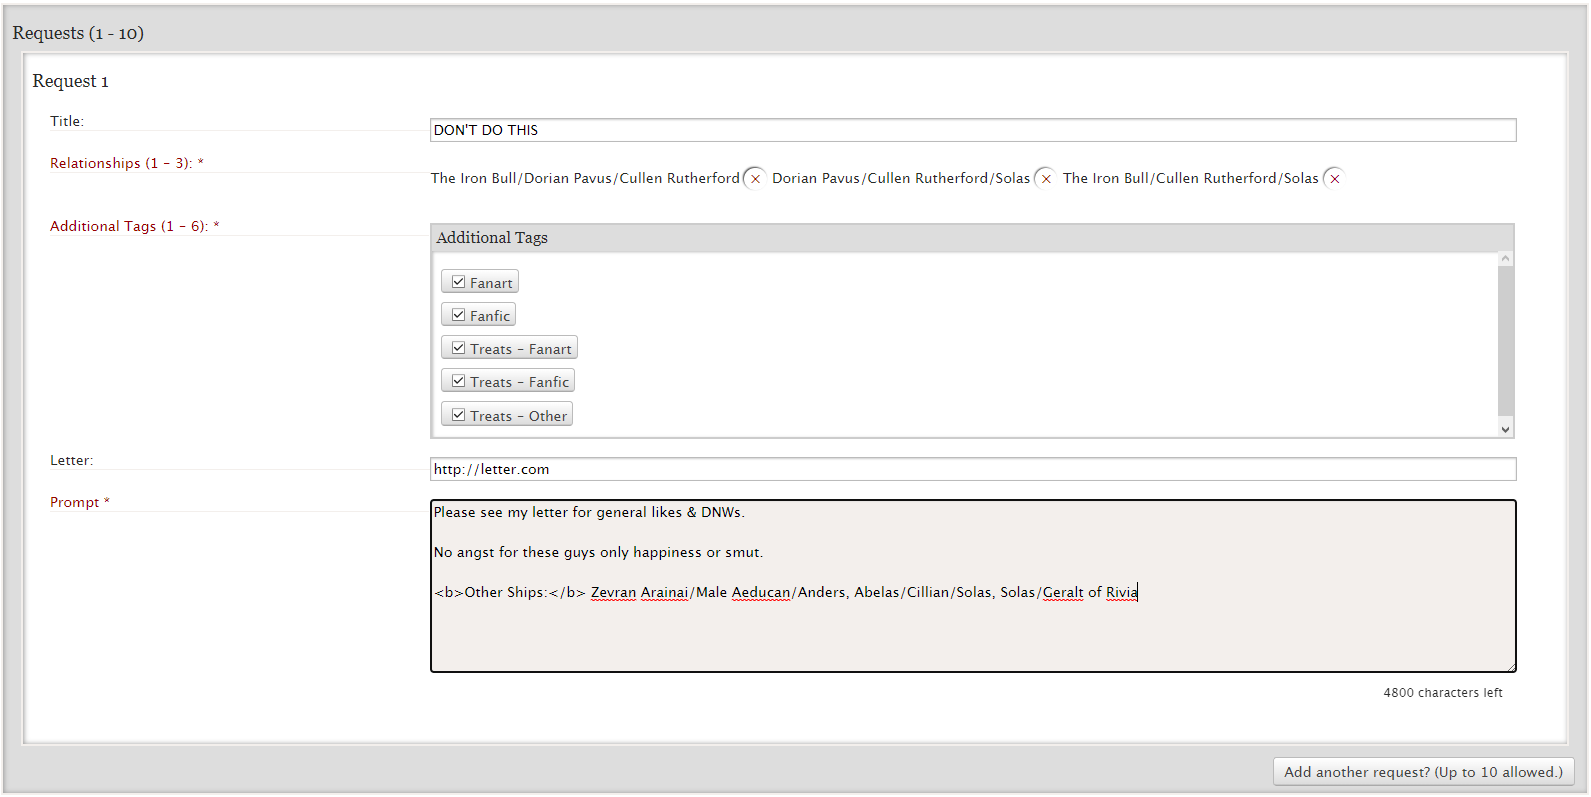 Requests (1 - 10)
Request 1
Title:
DON'T DO THIS
Relationships (1 - 3): *
The Iron Bull/Dorian Pavus/Cullen Rutherford × Dorian Pavus/Cullen Rutherford/Solas × The Iron Bull/Cullen Rutherford/Solas ×
Additional Tags (1 - 6): *
Additional Tags
Fanart
Fanfic
Treats - Fanart
Treats - Fanfic
Treats - Other
Letter:
http://letter.com
Prompt *
Please see my letter for general likes & DNWs.
No angst for these guys only happiness or smut.
<b>Other Ships:</b> Zevran Arainai/Male Aeducan/Anders, Abelas/Cillian/Solas, Solas/Geralt of Rivia
4800 characters left
Add another request? (Up to 10 allowed.)